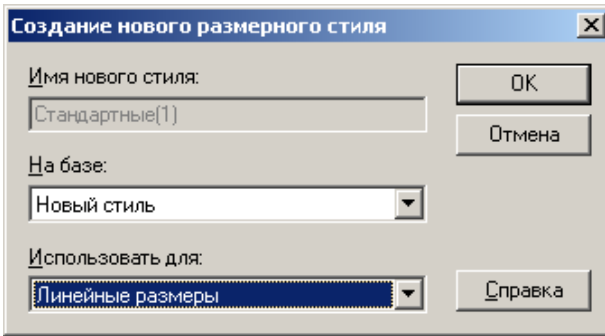 Создание нового размерного стиля
Имя нового стиля:
Стандартные(1)
OK
Отмена
На базе:
Новый стиль
Использовать для:
Линейные размеры
Справка